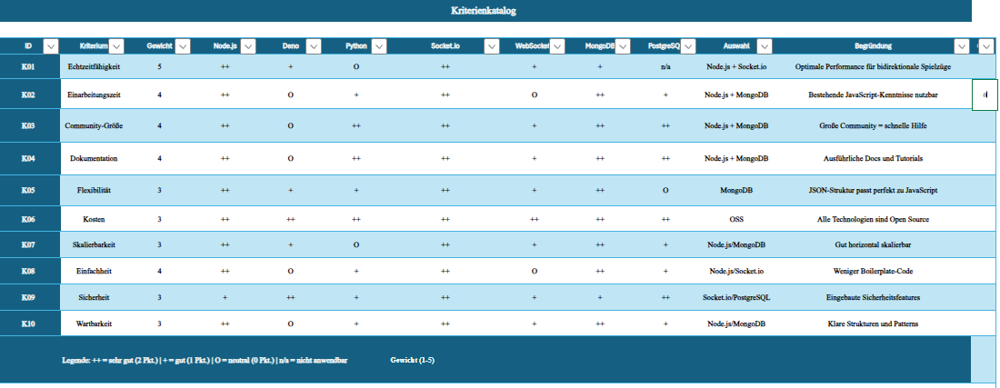 Kriterienkatalog
ID Kriterium Gewicht Node.js Deno Python Socket.io WebSocket MongoDB PostgreSQ Auswahl Begründung
K01 Echtzeitfähigkeit 5 ++ + O ++ + + n/a Node.js + Socket.io Optimale Performance für bidirektionale Spielzüge
K02 Einarbeitungszeit 4 ++ O + ++ O ++ + Node.js + MongoDB Bestehende JavaScript-Kenntnisse nutzbar
K03 Community-Größe 4 ++ O ++ ++ + ++ ++ Node.js + MongoDB Große Community = schnelle Hilfe
K04 Dokumentation 4 ++ O ++ ++ + ++ ++ Node.js + MongoDB Ausführliche Docs und Tutorials
K05 Flexibilität 3 ++ + + ++ + ++ O MongoDB JSON-Struktur passt perfekt zu JavaScript
K06 Kosten 3 ++ ++ ++ ++ ++ ++ ++ OSS Alle Technologien sind Open Source
K07 Skalierbarkeit 3 ++ + O ++ + ++ + Node.js/MongoDB Gut horizontal skalierbar
K08 Einfachheit 4 ++ O + ++ O ++ + Node.js/Socket.io Weniger Boilerplate-Code
K09 Sicherheit 3 + ++ + ++ + + ++ Socket.io/PostgreSQL Eingebaute Sicherheitsfeatures
K10 Wartbarkeit 3 ++ O + ++ + ++ + Node.js/MongoDB Klare Strukturen und Patterns
Legende: ++ = sehr gut (2 Pkt.) | + = gut (1 Pkt.) | O = neutral (0 Pkt.) | n/a = nicht anwendbar Gewicht (1-5)